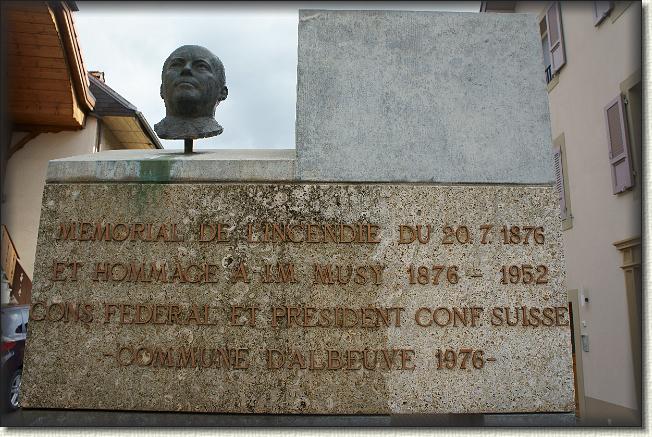 MEMORIAL DE L'INCENDIE DU 20.7.1876
ET HOMMAGE A J.M. MUSY 1876 - 1952
CONS FEDERAL ET PRESIDENT CONF. SUISSE
-COMMUNE D'ALBEUVE 1976-